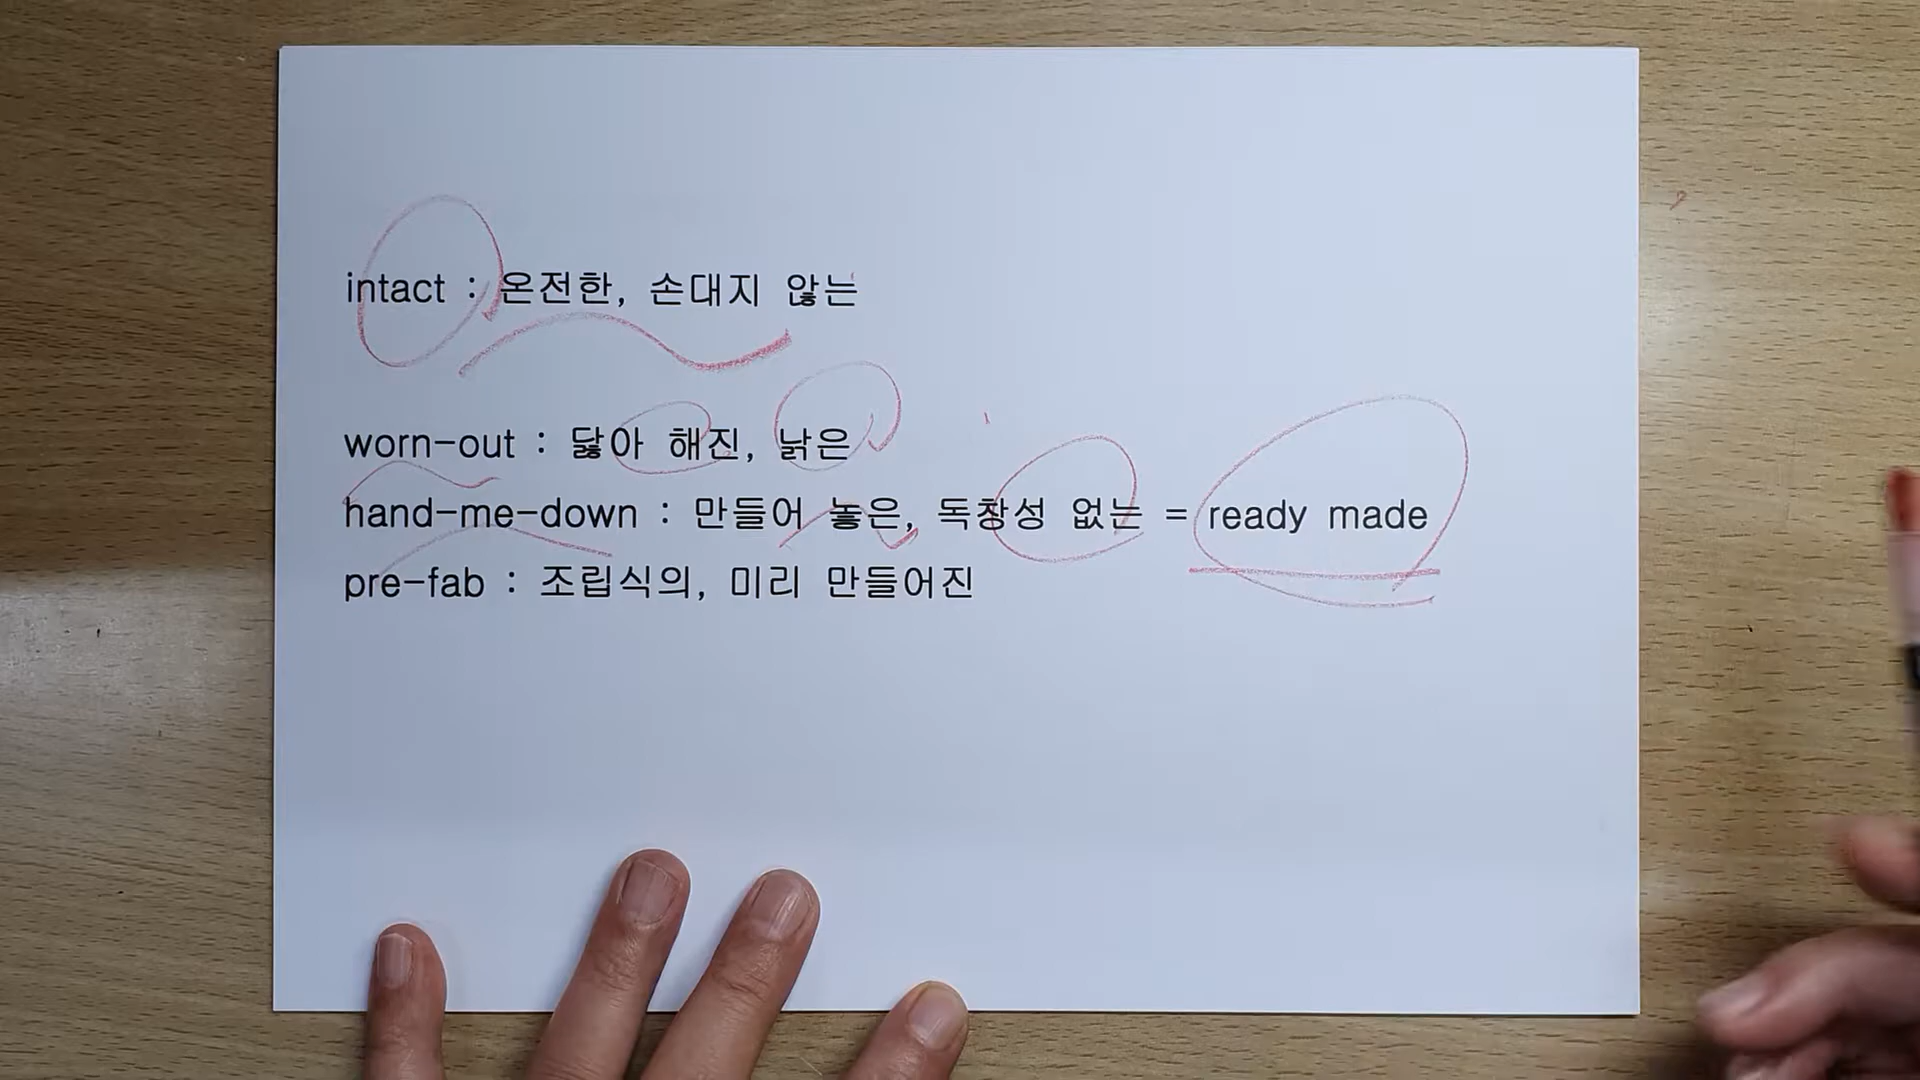 intact : 온전한, 손대지 않는
worn-out : 닳아 해진, 낡은
hand-me-down : 만들어 놓은, 독창성 없는 = ready made
pre-fab : 조립식의, 미리 만들어진